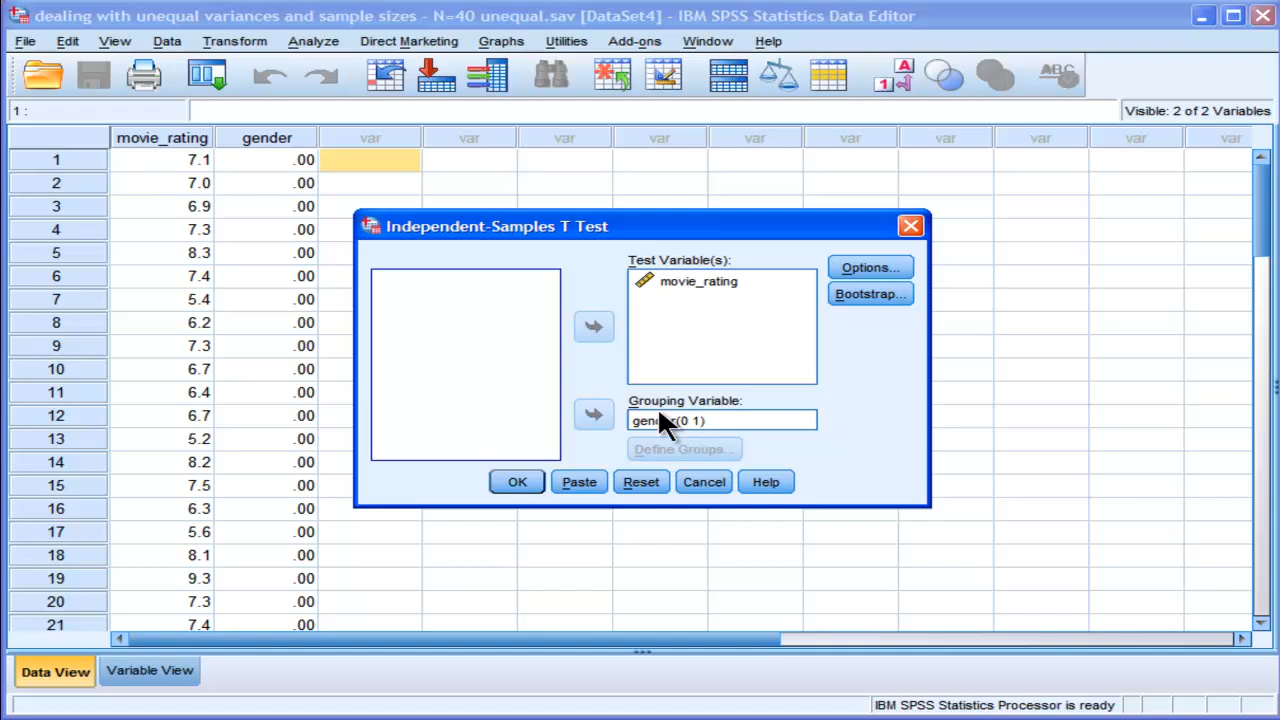 dealing with unequal variances and sample sizes - N=40 unequal.sav [DataSet4] - IBM SPSS Statistics Data Editor
File Edit View Data Transform Analyze Direct Marketing Graphs Utilities Add-ons Window Help
A
1
ABC
1 :
Visible: 2 of 2 Variables
movie_rating gender var var var var var var var var var var
1 7.1 .00
2 7.0 .00
3 6.9 .00
4 7.3 .00
5 8.3 .00
6 7.4 .00
7 5.4 .00
8 6.2 .00
9 7.3 .00
10 6.7 .00
11 6.4 .00
12 6.7 .00
13 5.2 .00
14 8.2 .00
15 7.5 .00
16 6.3 .00
17 5.6 .00
18 8.1 .00
19 9.3 .00
20 7.3 .00
21 7.4 .00
Independent-Samples T Test
Test Variable(s):
movie_rating
Options...
Bootstrap...
Grouping Variable:
gender(0 1)
Define Groups...
OK Paste Reset Cancel Help
Data View Variable View
IBM SPSS Statistics Processor is ready